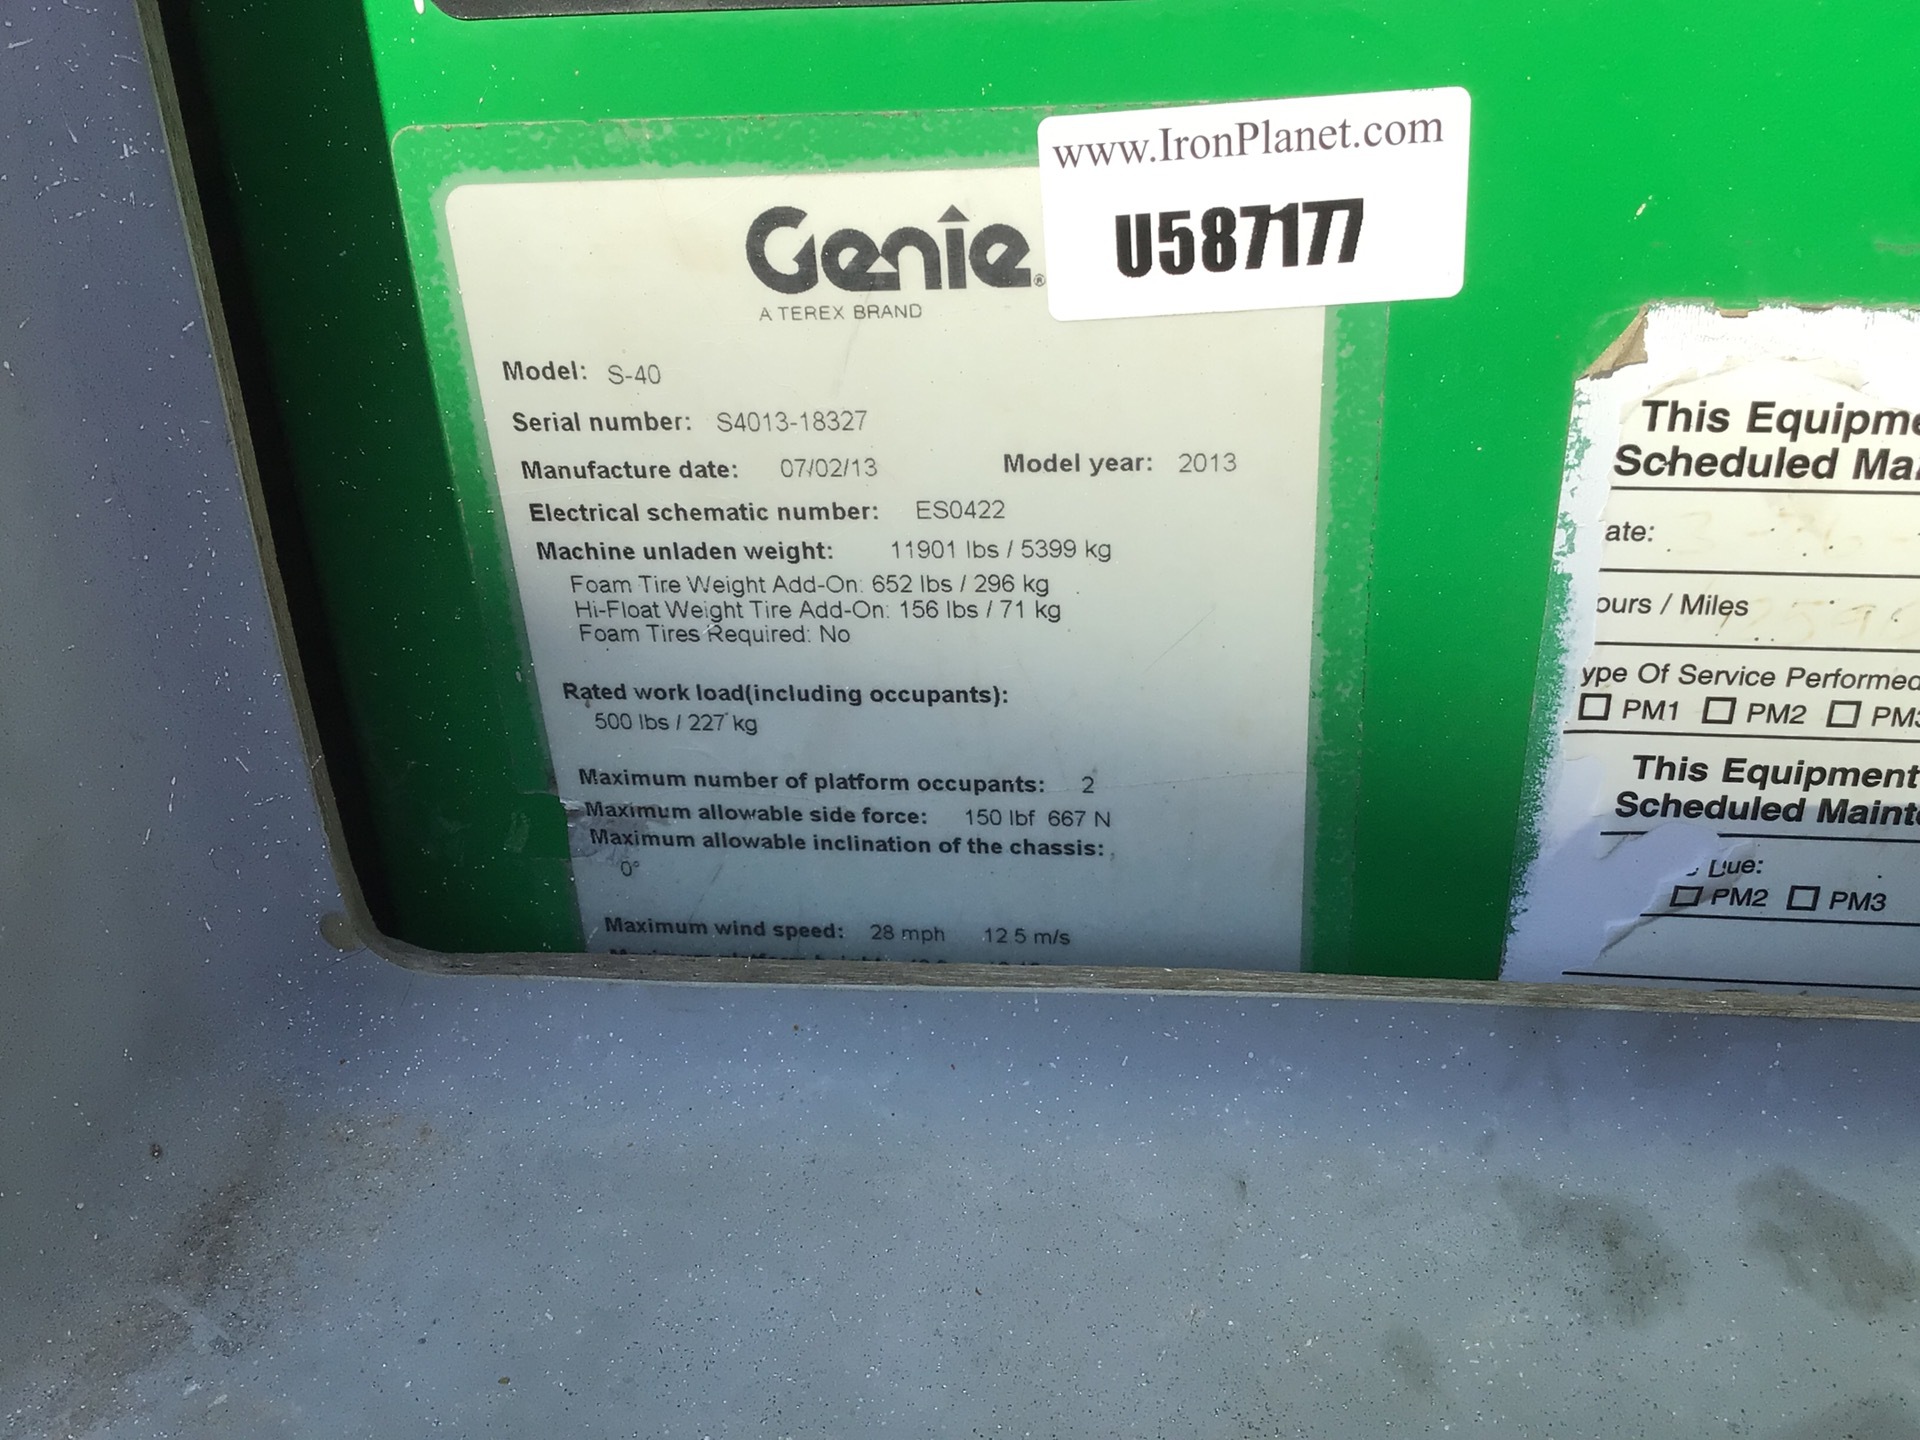 www.IronPlanet.com
U587177
Genie®
A TEREX BRAND
Model: S-40
Serial number: S4013-18327
Manufacture date: 07/02/13 Model year: 2013
Electrical schematic number: ES0422
Machine unladen weight: 11901 lbs / 5399 kg
Foam Tire Weight Add-On: 652 lbs / 296 kg
Hi-Float Weight Tire Add-On: 156 lbs / 71 kg
Foam Tires Required: No
Rated work load(including occupants):
500 lbs / 227 kg
Maximum number of platform occupants: 2
Maximum allowable side force: 150 lbf 667 N
Maximum allowable inclination of the chassis:
0°
Maximum wind speed: 28 mph 12.5 m/s
This Equipme
Scheduled Ma
ate:
ours / Miles
ype Of Service Performed
PM1 PM2 PM3
This Equipment
Scheduled Mainte
Due:
PM2 PM3